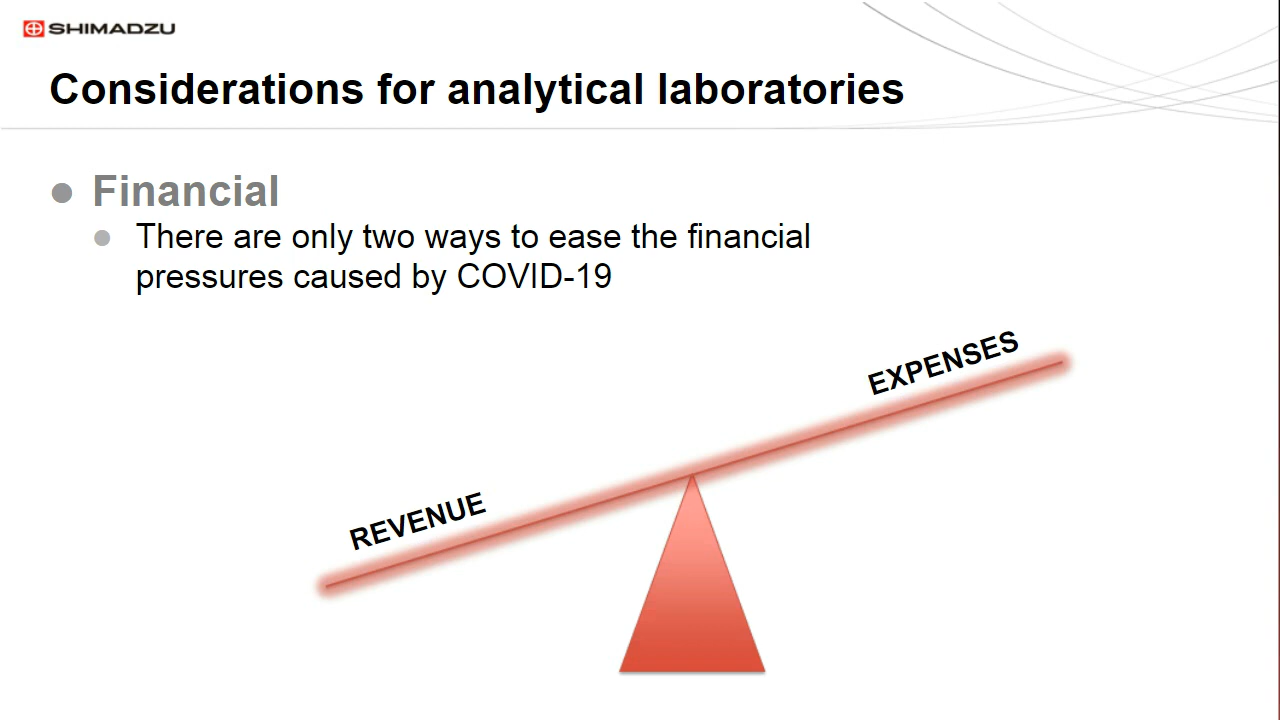 SHIMADZU
Considerations for analytical laboratories
Financial
There are only two ways to ease the financial
pressures caused by COVID-19
EXPENSES
REVENUE